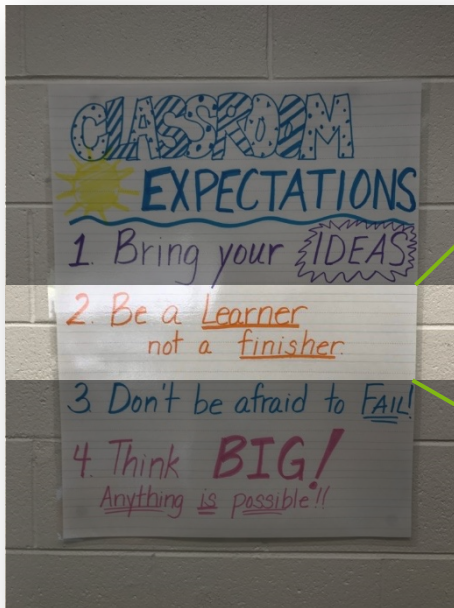 CLASSROOM
EXPECTATIONS
1. Bring your IDEAS
2. Be a Learner
not a finisher.
3. Don't be afraid to FAIL!
4. Think BIG!
Anything is possible!!